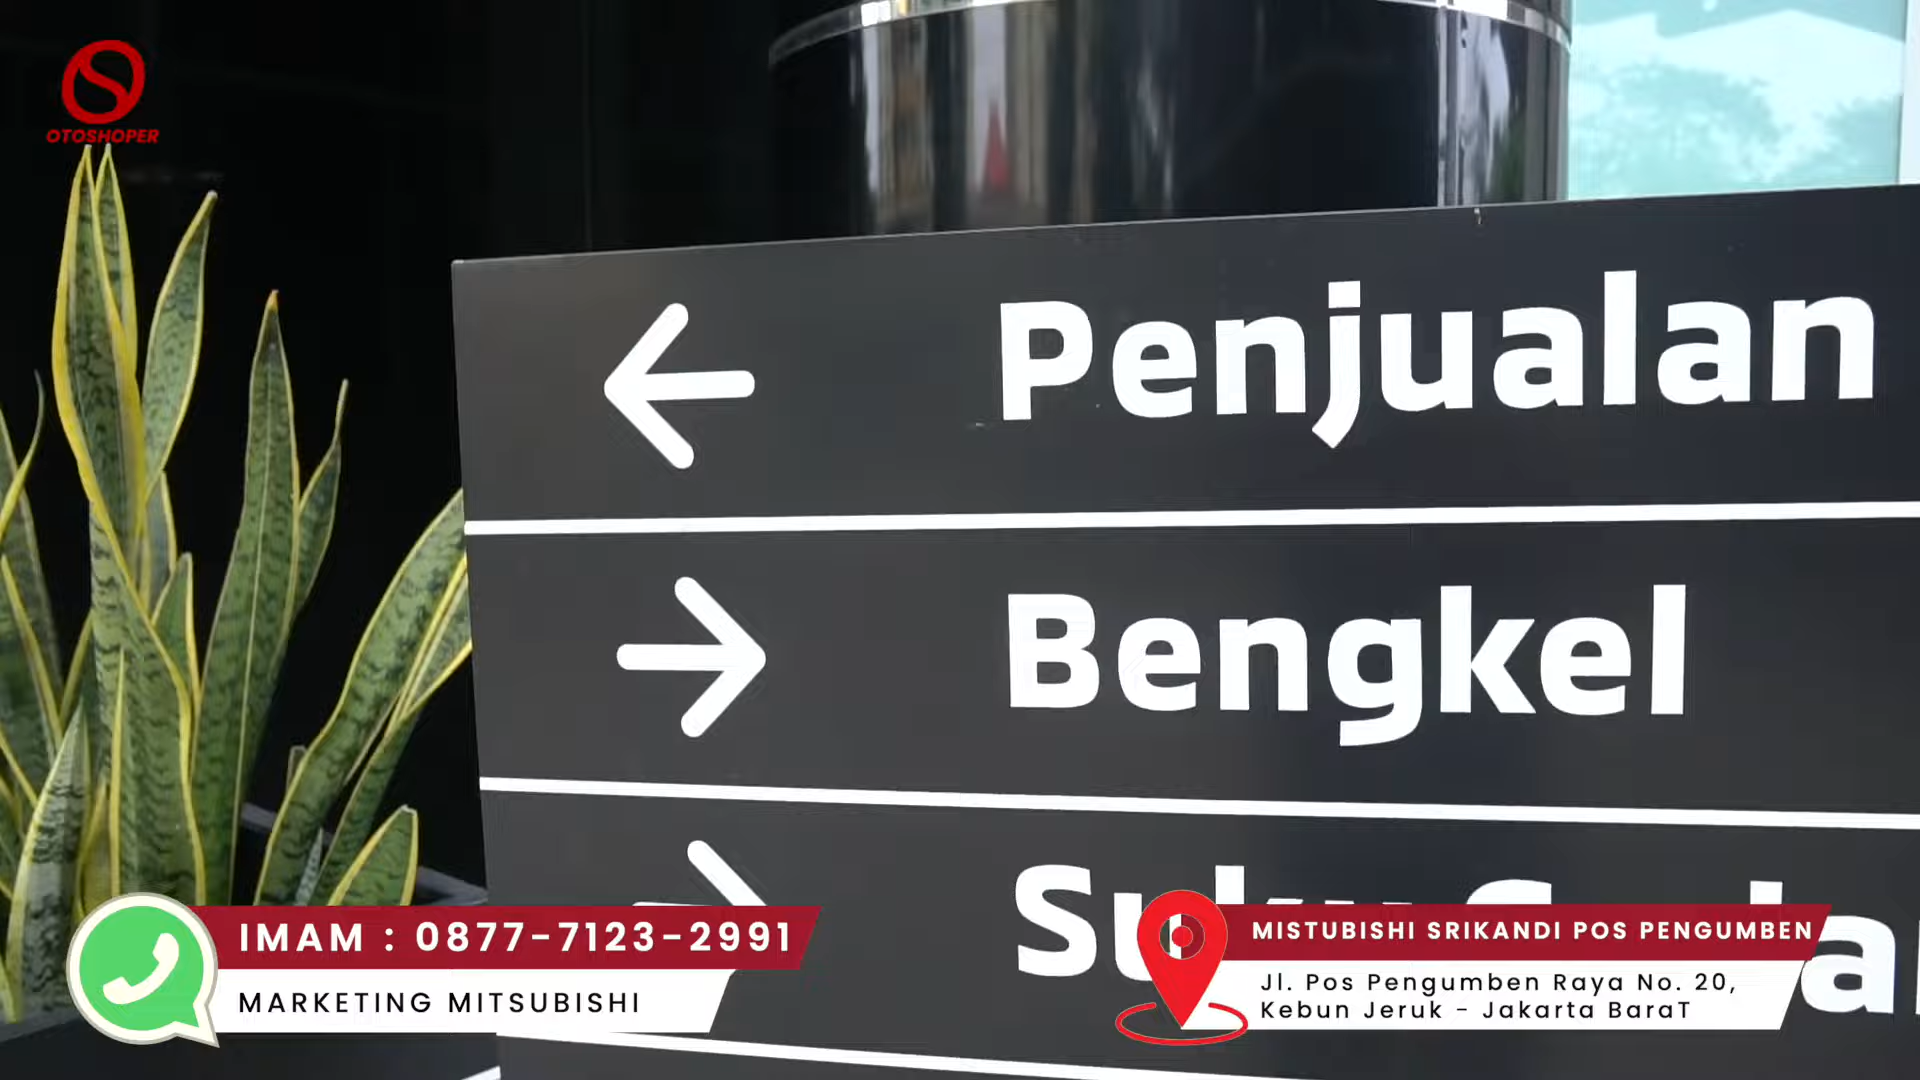 OTOSHOPER
Penjualan
Bengkel
IMAM : 0877-7123-2991
MARKETING MITSUBISHI
MISTUBISHI SRIKANDI POS PENGUMBEN
Jl. Pos Pengumben Raya No. 20,
Kebun Jeruk - Jakarta BaraT